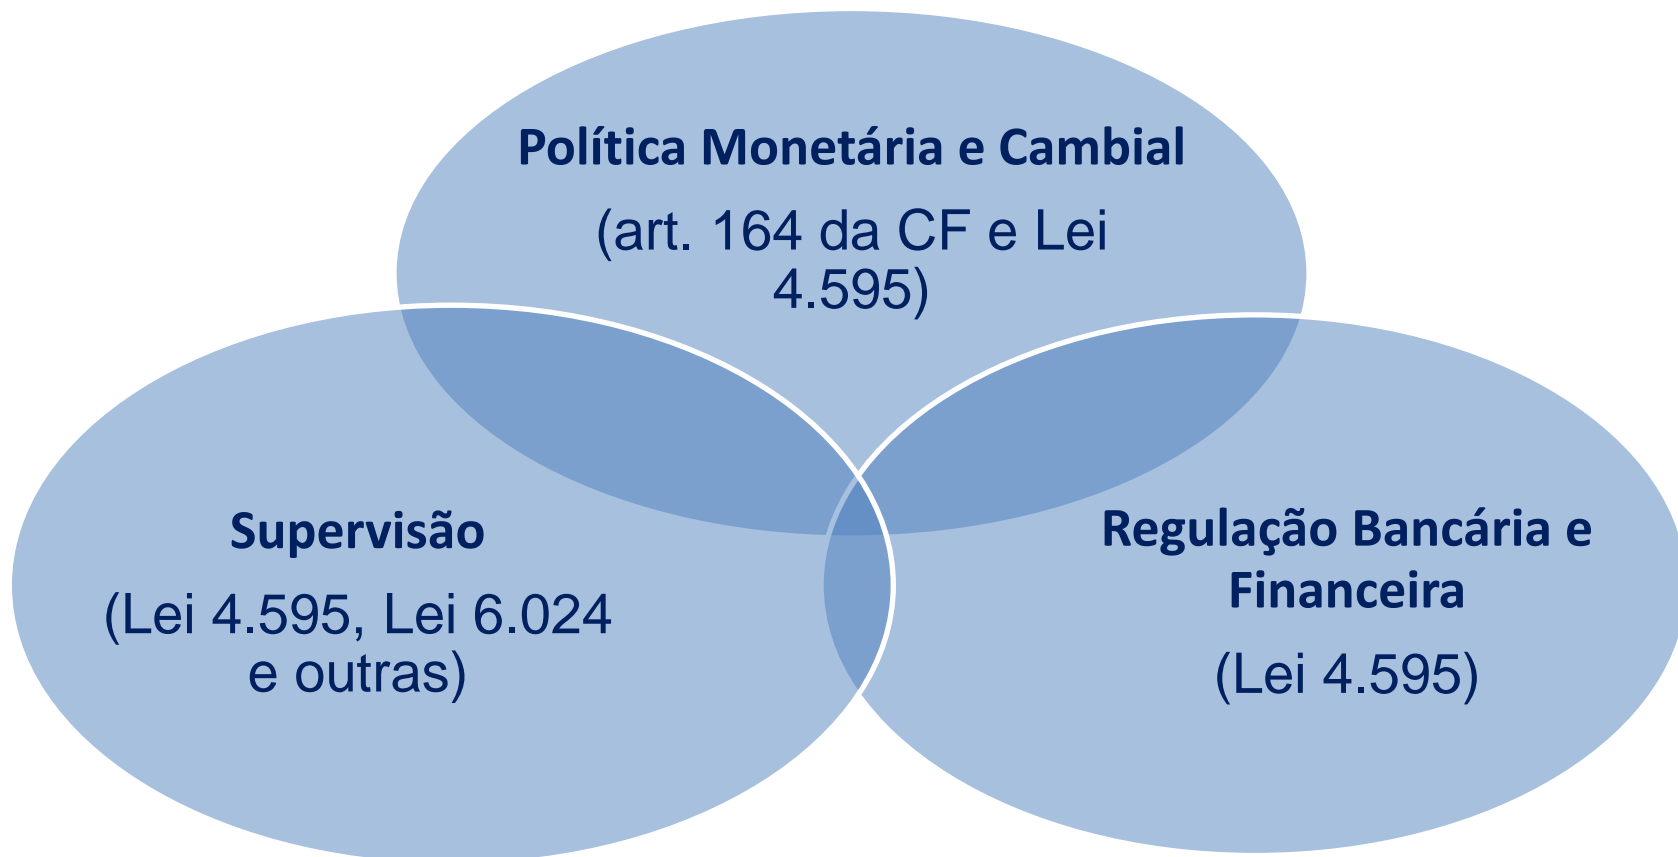 Política Monetária e Cambial
(art. 164 da CF e Lei
4.595)
Supervisão
(Lei 4.595, Lei 6.024
e outras)
Regulação Bancária e
Financeira
(Lei 4.595)